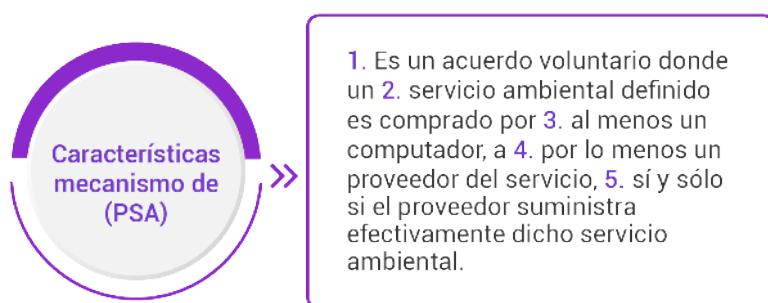 Características
mecanismo de
(PSA)
1. Es un acuerdo voluntario donde
un 2. servicio ambiental definido
es comprado por 3. al menos un
computador, a 4. por lo menos un
proveedor del servicio, 5. sí y sólo
si el proveedor suministra
efectivamente dicho servicio
ambiental.